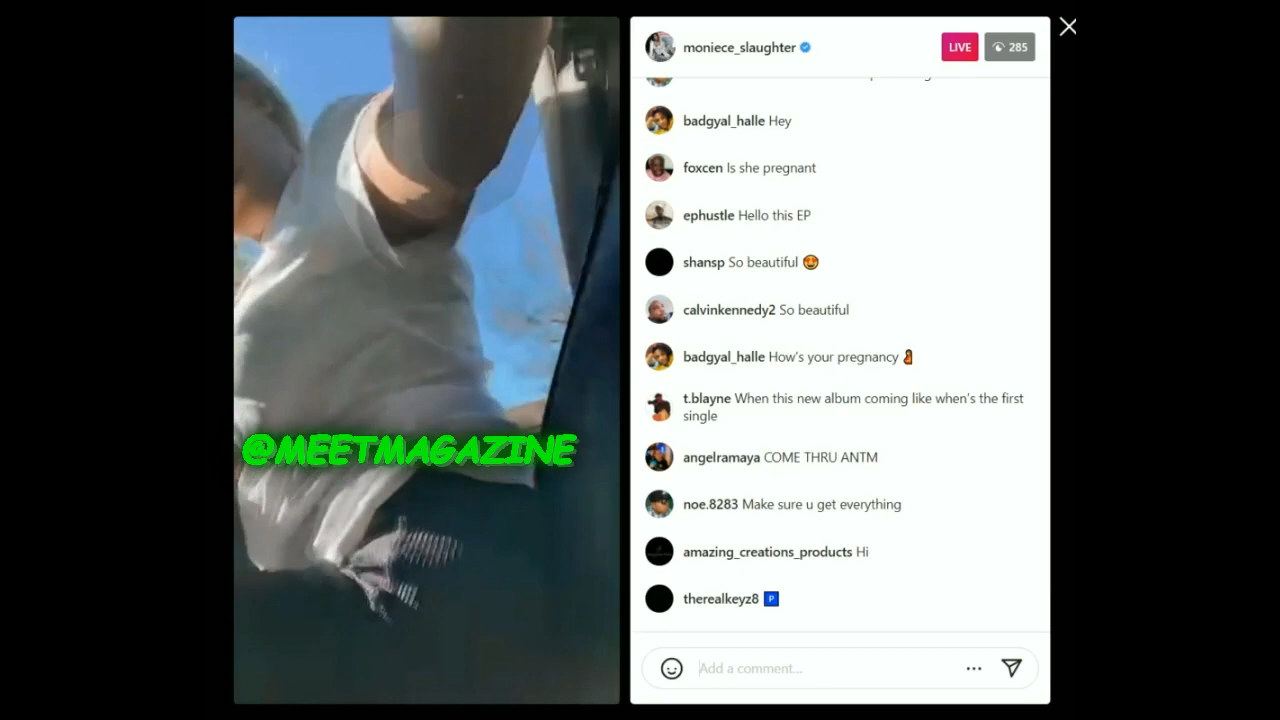 moniece_slaughter
LIVE
285
badgyal_halle Hey
foxcen Is she pregnant
ephustle Hello this EP
shansp So beautiful 😍
calvinkennedy2 So beautiful
badgyal_halle How's your pregnancy 🤰
t.blayne When this new album coming like when's the first
single
angelramaya COME THRU ANTM
noe.8283 Make sure u get everything
amazing_creations_products Hi
therealkeyz8 🅿️
Add a comment...
@MEETMAGAZINE